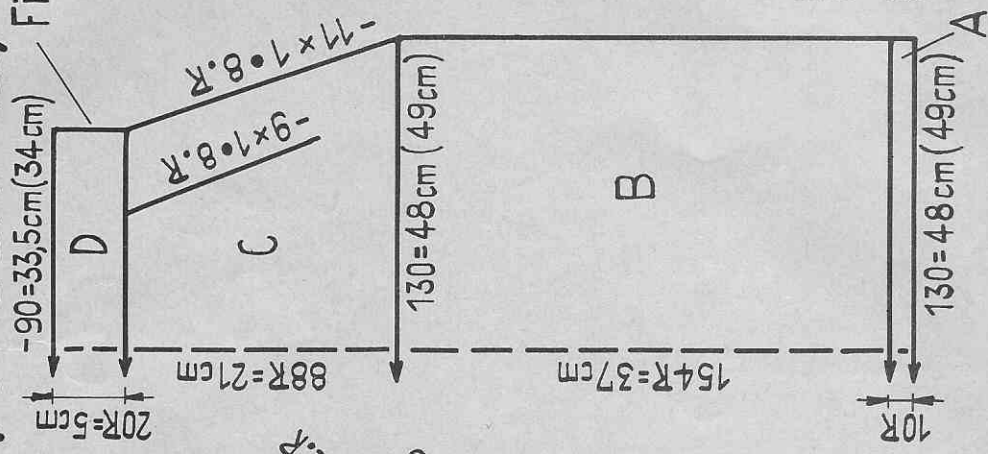 Fi
-90=33,5cm(34cm)
D
20R=5cm
-11×1•8.R
-9×1•8.R
C
88R=21cm
130=48cm(49cm)
B
154R=37cm
130=48cm(49cm)
10R
A